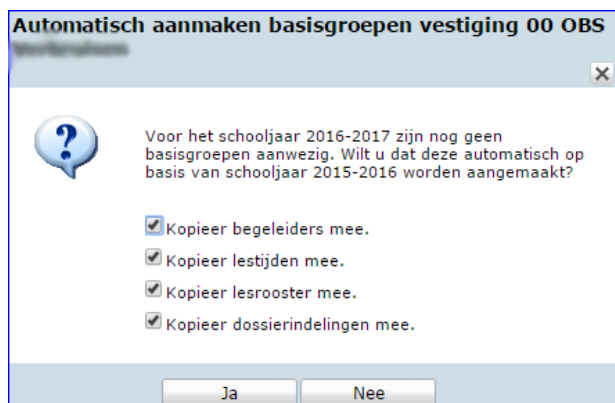 Automatisch aanmaken basisgroepen vestiging 00 OBS
Voor het schooljaar 2016-2017 zijn nog geen
basisgroepen aanwezig. Wilt u dat deze automatisch op
basis van schooljaar 2015-2016 worden aangemaakt?
Kopieer begeleiders mee.
Kopieer lestijden mee.
Kopieer lesrooster mee.
Kopieer dossierindelingen mee.
Ja
Nee